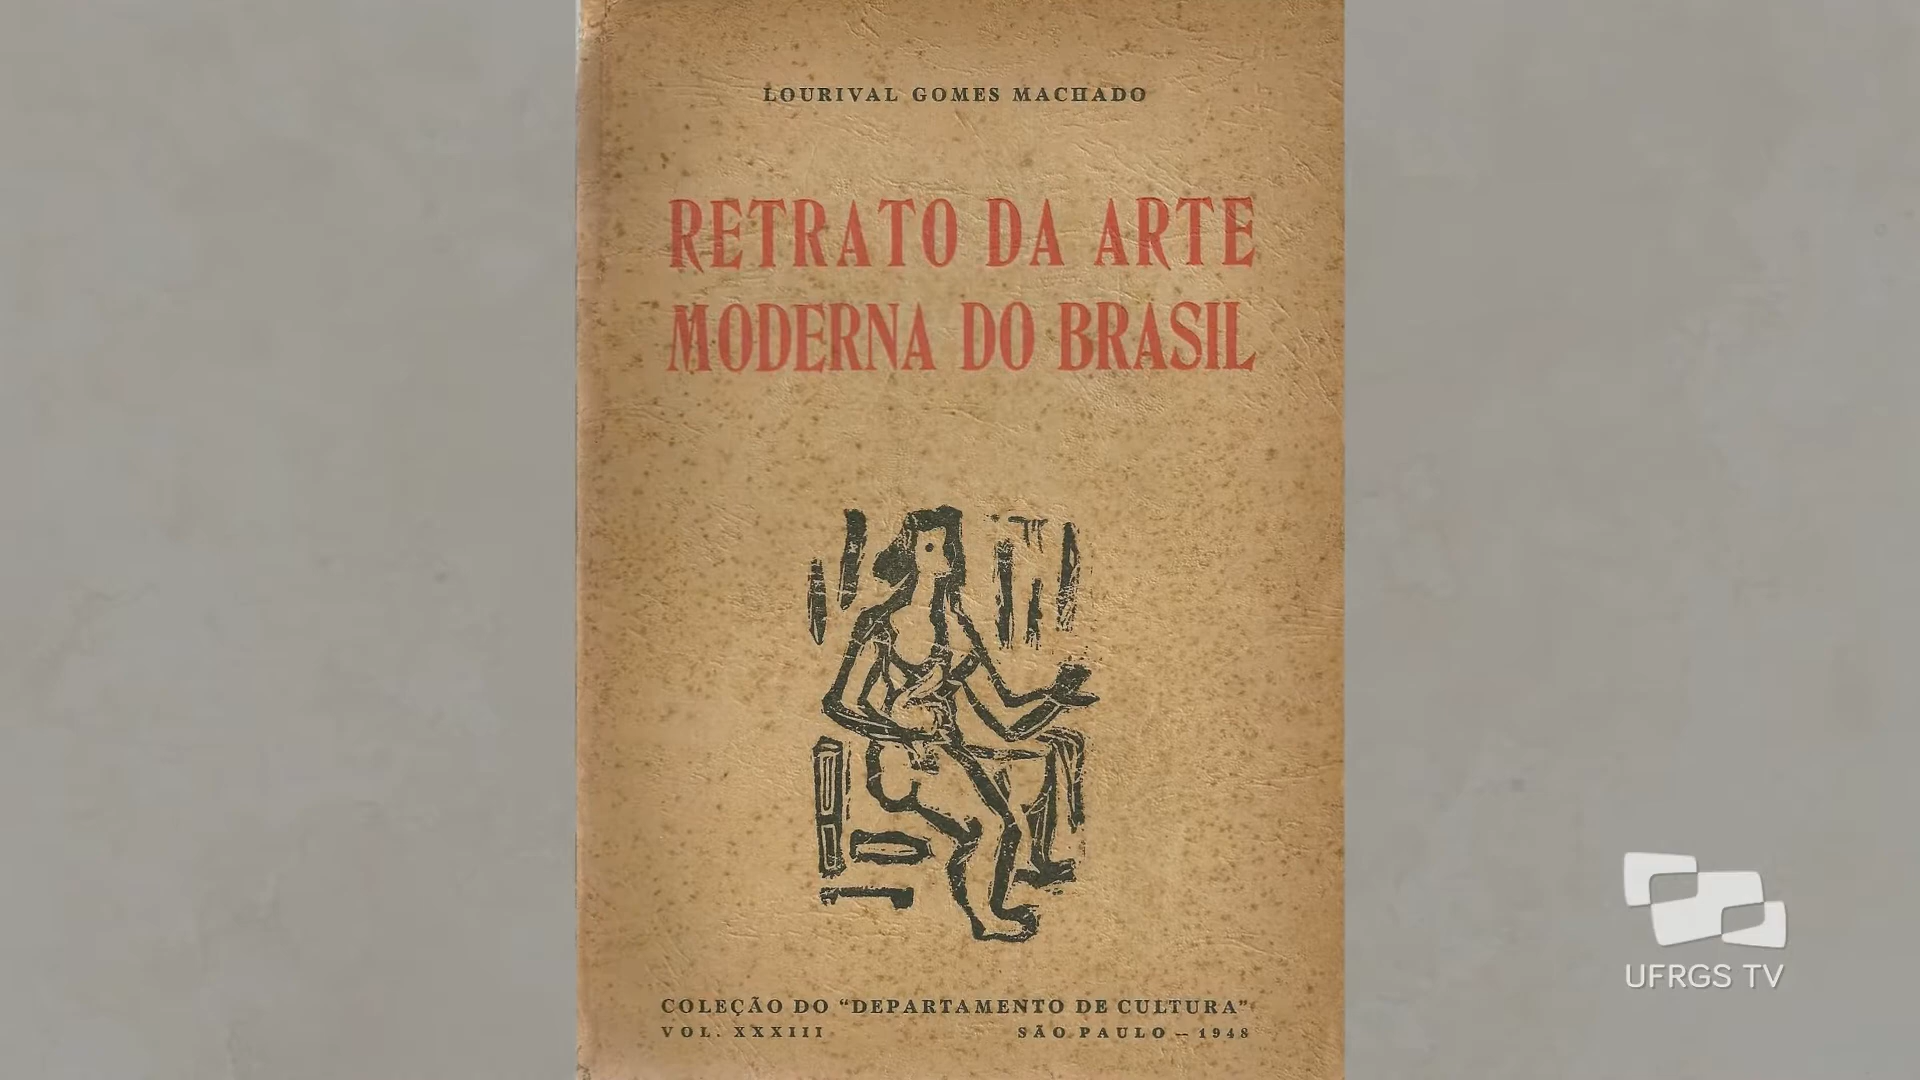 LOURIVAL GOMES MACHADO
RETRATO DA ARTE
MODERNA DO BRASIL
COLEÇÃO DO “DEPARTAMENTO DE CULTURA”
VOL. XXXIII SÃO PAULO — 1948
UFRGS TV